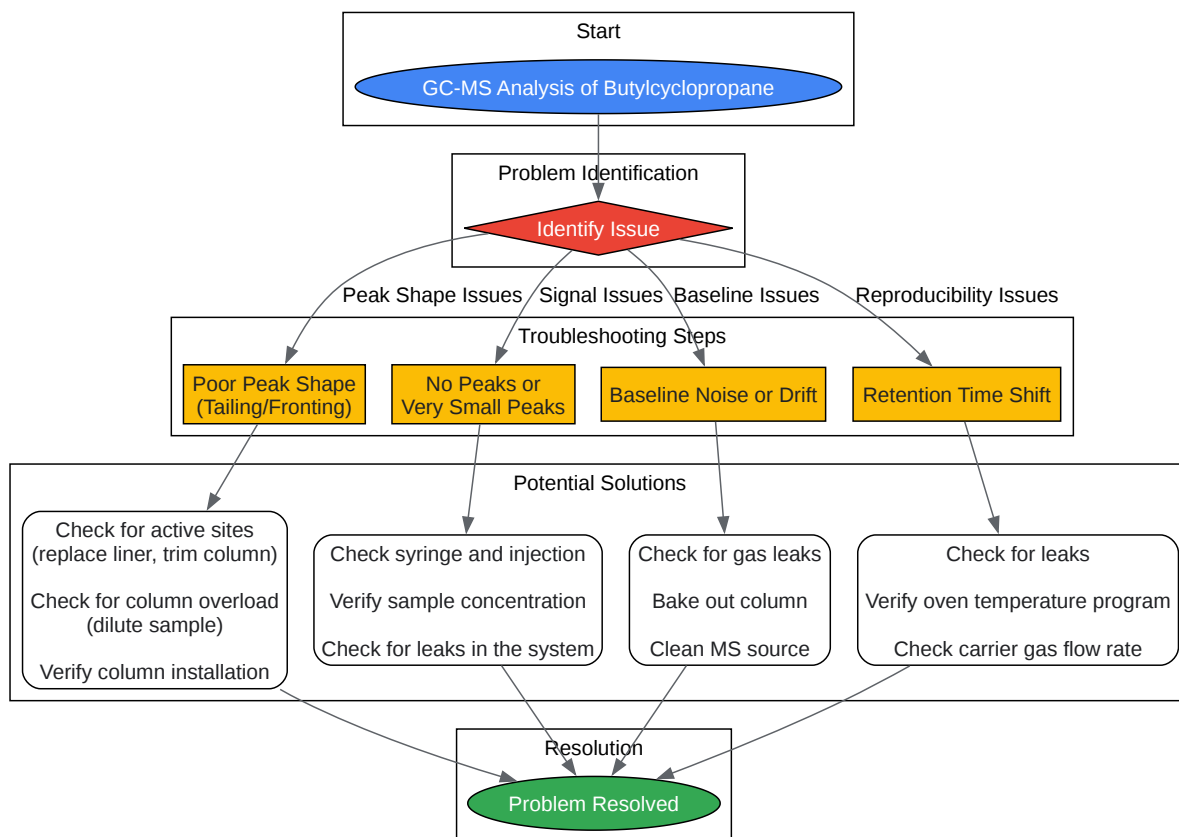 Start
GC-MS Analysis of Butylcyclopropane
Problem Identification
Identify Issue
Peak Shape Issues
Signal Issues
Baseline Issues
Reproducibility Issues
Troubleshooting Steps
Poor Peak Shape
(Tailing/Fronting)
No Peaks or
Very Small Peaks
Baseline Noise or Drift
Retention Time Shift
Potential Solutions
Check for active sites
(replace liner, trim column)
Check for column overload
(dilute sample)
Verify column installation
Check syringe and injection
Verify sample concentration
Check for leaks in the system
Check for gas leaks
Bake out column
Clean MS source
Check for leaks
Verify oven temperature program
Check carrier gas flow rate
Resolution
Problem Resolved